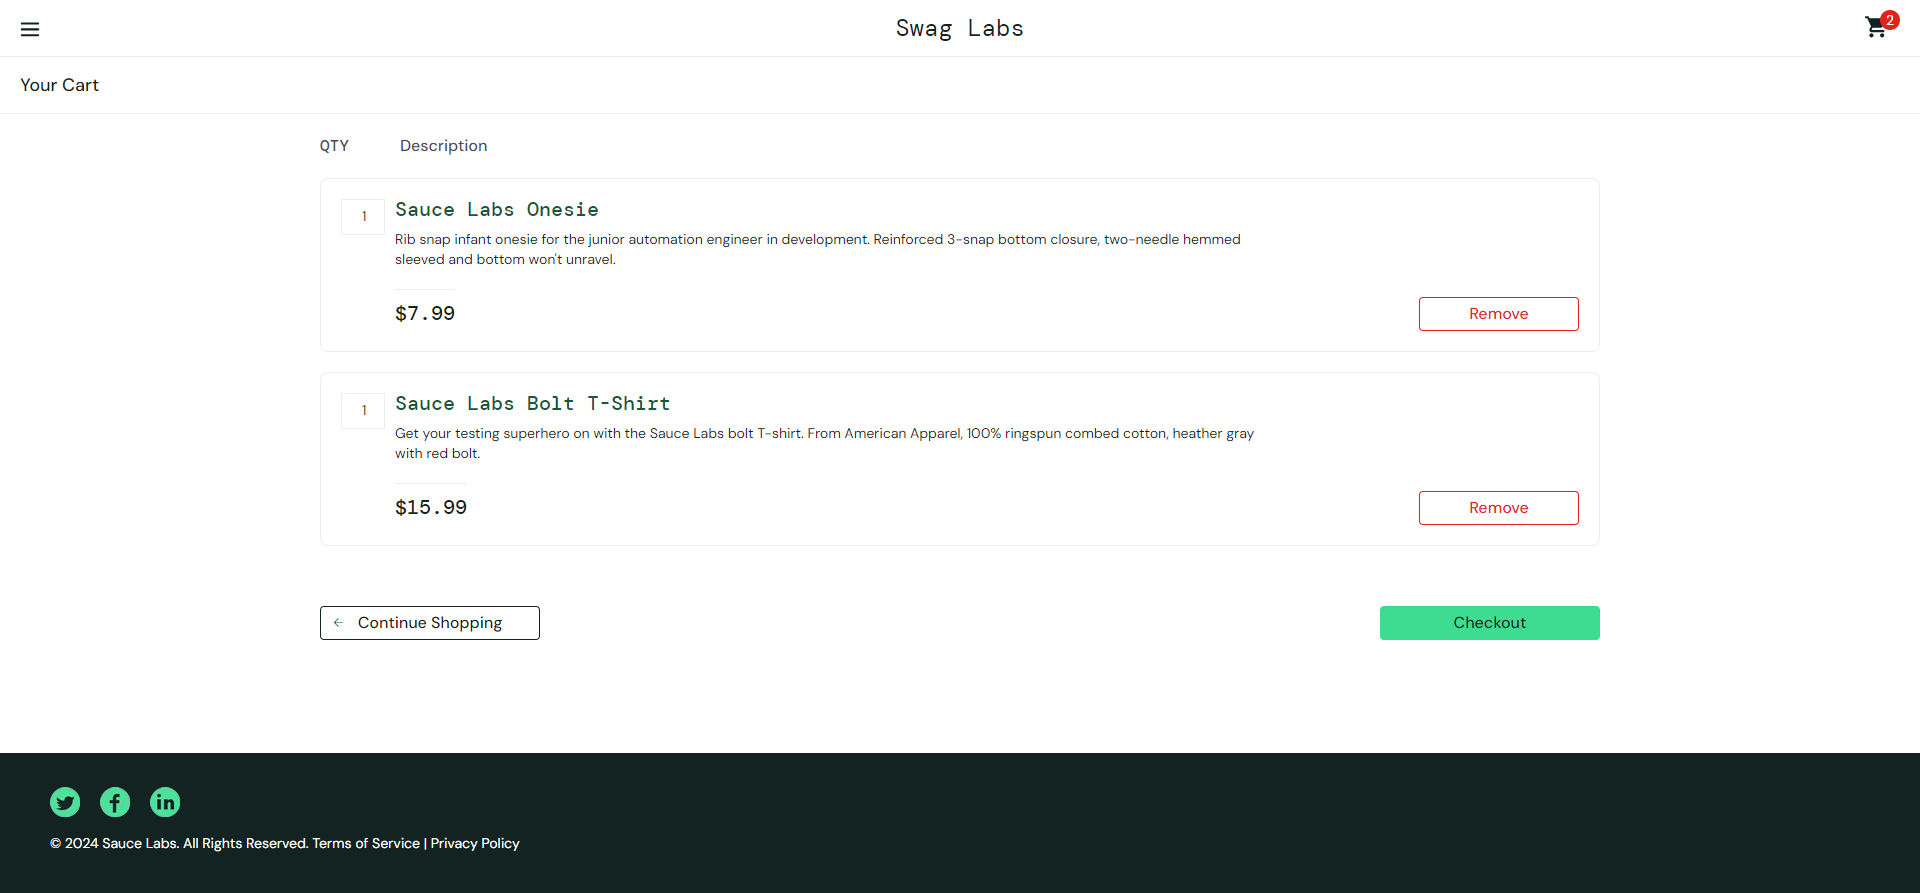 Swag Labs
2
Your Cart
QTY Description
1 Sauce Labs Onesie
Rib snap infant onesie for the junior automation engineer in development. Reinforced 3-snap bottom closure, two-needle hemmed
sleeved and bottom won't unravel.
$7.99 Remove
1 Sauce Labs Bolt T-Shirt
Get your testing superhero on with the Sauce Labs bolt T-shirt. From American Apparel, 100% ringspun combed cotton, heather gray
with red bolt.
$15.99 Remove
Continue Shopping Checkout
© 2024 Sauce Labs. All Rights Reserved. Terms of Service | Privacy Policy